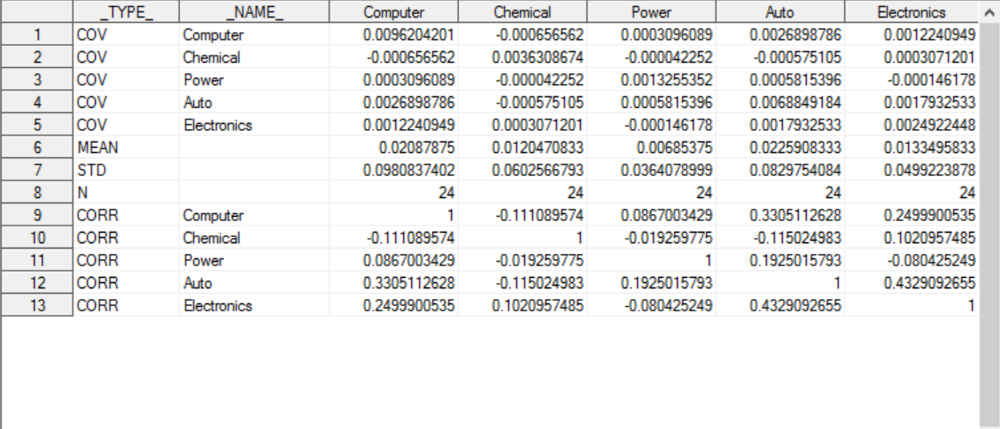 _TYPE_ _NAME_ Computer Chemical Power Auto Electronics
1 COV Computer 0.0096204201 -0.000656562 0.0003096089 0.0026898786 0.0012240949
2 COV Chemical -0.000656562 0.0036308674 -0.000042252 -0.000575105 0.0003071201
3 COV Power 0.0003096089 -0.000042252 0.0013255352 0.0005815396 -0.000146178
4 COV Auto 0.0026898786 -0.000575105 0.0005815396 0.0068849184 0.0017932533
5 COV Electronics 0.0012240949 0.0003071201 -0.000146178 0.0017932533 0.0024922448
6 MEAN 0.02087875 0.0120470833 0.00685375 0.0225908333 0.0133495833
7 STD 0.0980837402 0.0602566793 0.0364078999 0.0829754084 0.0499223878
8 N 24 24 24 24 24
9 CORR Computer 1 -0.111089574 0.0867003429 0.3305112628 0.2499900535
10 CORR Chemical -0.111089574 1 -0.019259775 -0.115024983 0.1020957485
11 CORR Power 0.0867003429 -0.019259775 1 0.1925015793 -0.080425249
12 CORR Auto 0.3305112628 -0.115024983 0.1925015793 1 0.4329092655
13 CORR Electronics 0.2499900535 0.1020957485 -0.080425249 0.4329092655 1